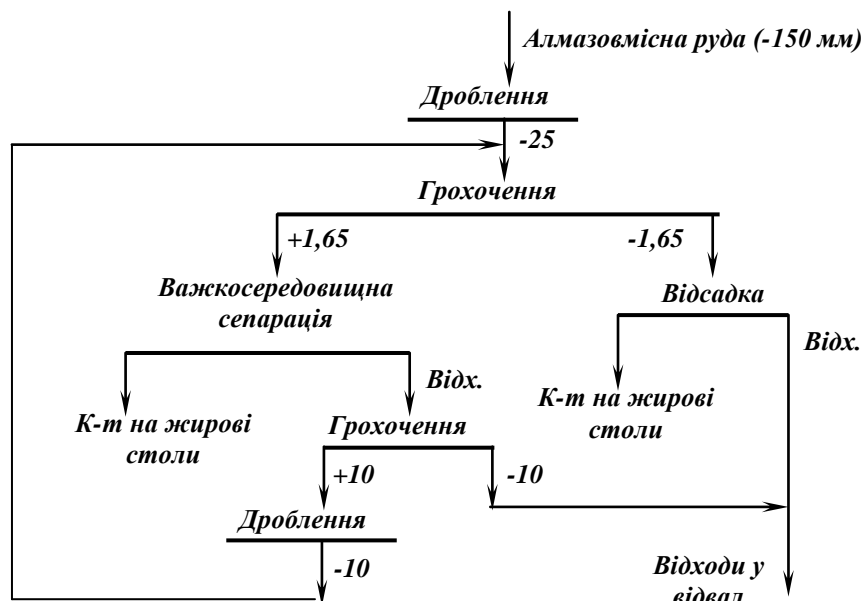 Алмазовмісна руда (-150 мм)
Дроблення
-25
Грохочення
+1,65
-1,65
Важкосередовищна
сепарація
Відсадка
Відх.
Відх.
К-т на жирові
столи
К-т на жирові
столи
Грохочення
+10
-10
Дроблення
-10
Відходи у
відвал